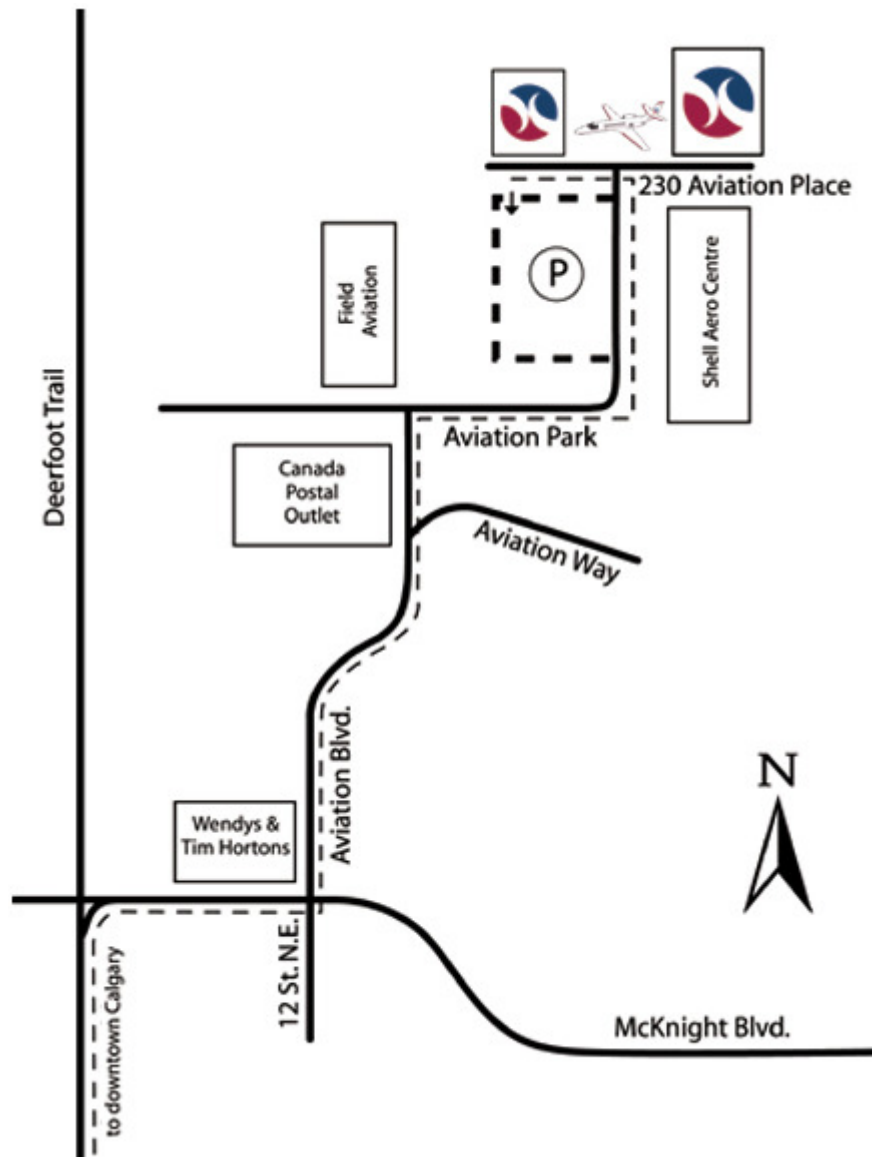 230 Aviation Place
P
Field
Aviation
Shell Aero Centre
Deerfoot Trail
Aviation Park
Canada
Postal
Outlet
Aviation Way
Aviation Blvd.
N
Wendys &
Tim Hortons
12 St. N.E.
to downtown Calgary
McKnight Blvd.